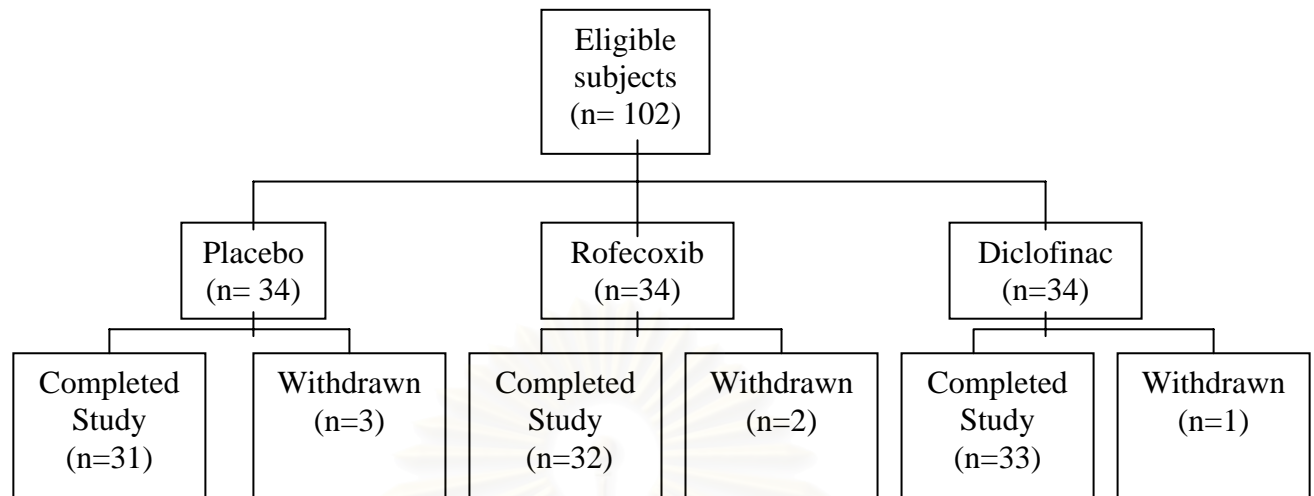 Eligible
subjects
(n= 102)
Placebo
(n= 34)
Rofecoxib
(n=34)
Diclofinac
(n=34)
Completed
Study
(n=31)
Withdrawn
(n=3)
Completed
Study
(n=32)
Withdrawn
(n=2)
Completed
Study
(n=33)
Withdrawn
(n=1)